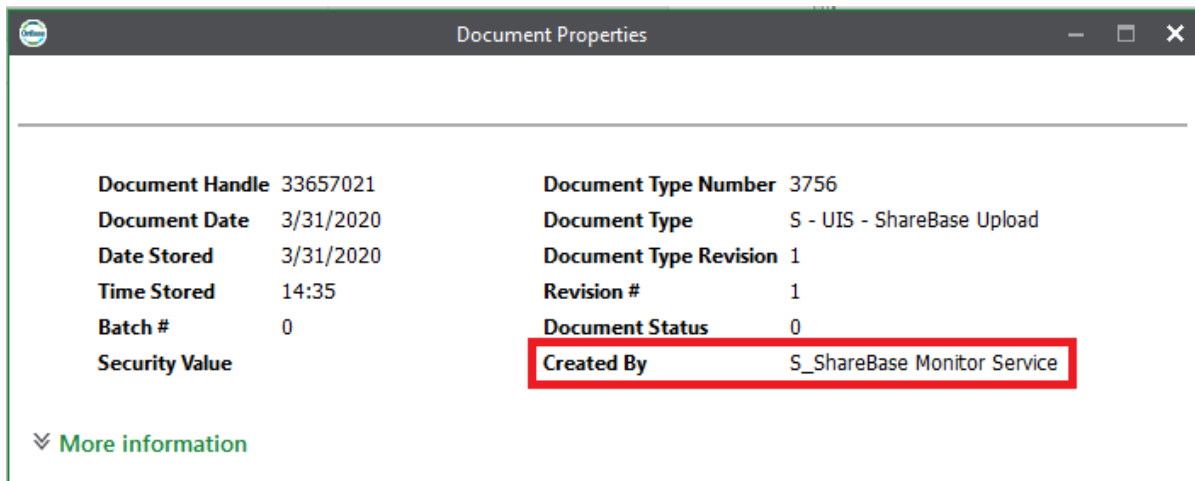 OnBase
Document Properties
Document Handle 33657021 Document Type Number 3756
Document Date 3/31/2020 Document Type S - UIS - ShareBase Upload
Date Stored 3/31/2020 Document Type Revision 1
Time Stored 14:35 Revision # 1
Batch # 0 Document Status 0
Security Value Created By S_ShareBase Monitor Service
More information